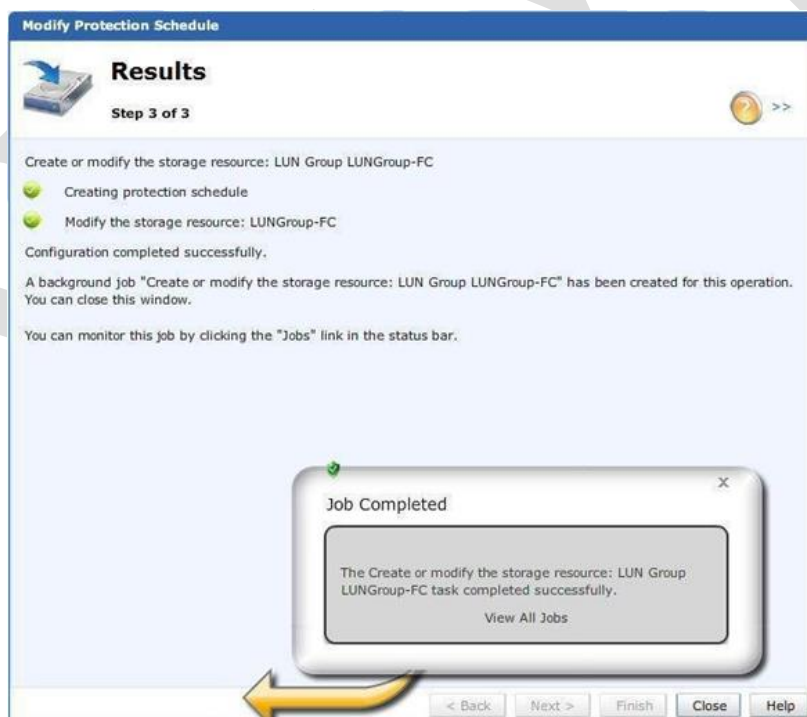 Modify Protection Schedule
Results
Step 3 of 3
?
>>
Create or modify the storage resource: LUN Group LUNGroup-FC
Creating protection schedule
Modify the storage resource: LUNGroup-FC
Configuration completed successfully.
A background job "Create or modify the storage resource: LUN Group LUNGroup-FC" has been created for this operation.
You can close this window.
You can monitor this job by clicking the "Jobs" link in the status bar.
x
Job Completed
The Create or modify the storage resource: LUN Group
LUNGroup-FC task completed successfully.
View All Jobs
< Back Next > Finish Close Help